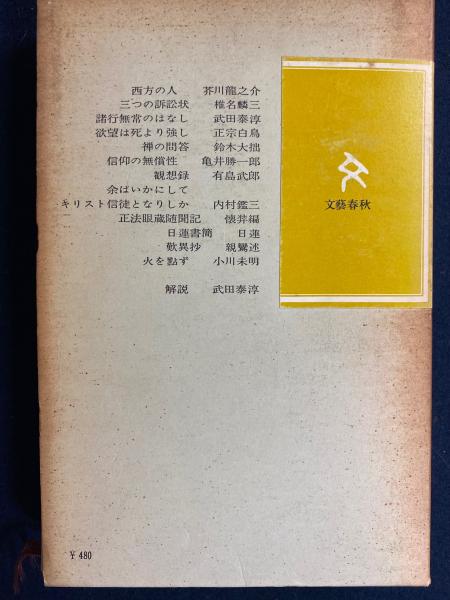 西方の人 芥川龍之介
三つの訴訟状 椎名麟三
諸行無常のはなし 武田泰淳
欲望は死より強し 正宗白鳥
禅の問答 鈴木大拙
信仰の無償性 亀井勝一郎
観想録 有島武郎
余はいかにして
キリスト信徒となりしか 内村鑑三
正法眼蔵随聞記 懐弉編
日蓮書簡 日蓮
歎異抄 親鸞述
火を點ず 小川未明
解説 武田泰淳
文藝春秋
¥480